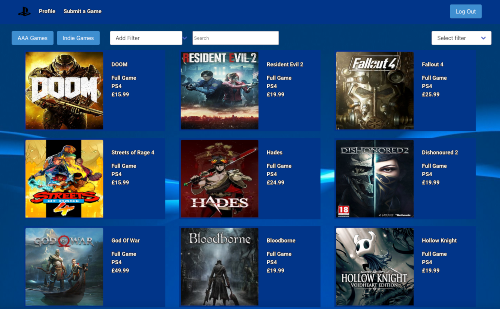 Profile Submit a Game Log Out
AAA Games Indie Games Add Filter Search Select filter
DOOM
DOOM
Full Game
PS4
£15.99
RESIDENT EVIL 2
Resident Evil 2
Full Game
PS4
£19.99
Fallout 4
Fallout 4
Full Game
PS4
£25.99
STREETS OF RAGE 4
Streets of Rage 4
Full Game
PS4
£15.99
HADES
Hades
Full Game
PS4
£24.99
DISHONORED 2
18
Dishonoured 2
Full Game
PS4
£19.99
GOD OF WAR
God Of War
Full Game
PS4
£49.99
Bloodborne
Bloodborne
Full Game
PS4
£19.99
HOLLOW KNIGHT
VOIDHEART EDITION
Hollow Knight
Full Game
PS4
£19.99